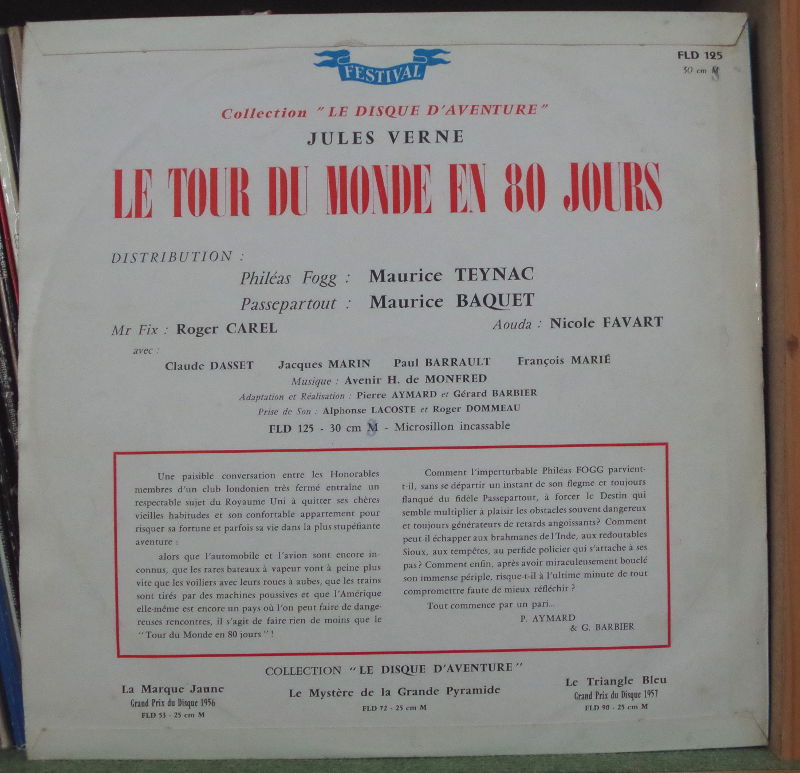 FESTIVAL
FLD 125
30 cm
Collection "LE DISQUE D'AVENTURE"
JULES VERNE
LE TOUR DU MONDE EN 80 JOURS
DISTRIBUTION :
Philéas Fogg : Maurice TEYNAC
Passepartout : Maurice BAQUET
Mr Fix : Roger CAREL Aouda : Nicole FAVART
avec :
Claude DASSET Jacques MARIN Paul BARRAULT François MARIÉ
Musique : Avenir H. de MONFRED
Adaptation et Réalisation : Pierre AYMARD et Gérard BARBIER
Prise de Son : Alphonse LACOSTE et Roger DOMMEAU
FLD 125 - 30 cm M - Microsillon incassable
Une paisible conversation entre les Honorables
membres d'un club londonien très fermé entraîne un
respectable sujet du Royaume Uni à quitter ses chères
vieilles habitudes et son confortable appartement pour
risquer sa fortune et parfois sa vie dans la plus stupéfiante
aventure :
alors que l'automobile et l'avion sont encore in-
connus, que les rares bateaux à vapeur vont à peine plus
vite que les voiliers avec leurs roues à aubes, que les trains
sont tirés par des machines poussives et que l'Amérique
elle-même est encore un pays où l'on peut faire de dange-
reuses rencontres, il s'agit de faire rien de moins que le
"Tour du Monde en 80 jours" !
Comment l'imperturbable Philéas FOGG parvient-
t-il, sans se départir un instant de son flegme et toujours
flanqué du fidèle Passepartout, à forcer le Destin qui
semble multiplier à plaisir les obstacles souvent dangereux
et toujours générateurs de retards angoissants? Comment
peut il échapper aux brahmanes de l'Inde, aux redoutables
Sioux, aux tempêtes, au perfide policier qui s'attache à ses
pas? Comment enfin, après avoir miraculeusement bouclé
son immense périple, risque-t-il à l'ultime minute de tout
compromettre faute de mieux réfléchir ?
Tout commence par un pari...
P. AYMARD
& G. BARBIER
COLLECTION "LE DISQUE D'AVENTURE"
La Marque Jaune
Grand Prix du Disque 1956
FLD 53 - 25 cm M
Le Mystère de la Grande Pyramide
FLD 72 - 25 cm M
Le Triangle Bleu
Grand Prix du Disque 1957
FLD 90 - 25 cm M